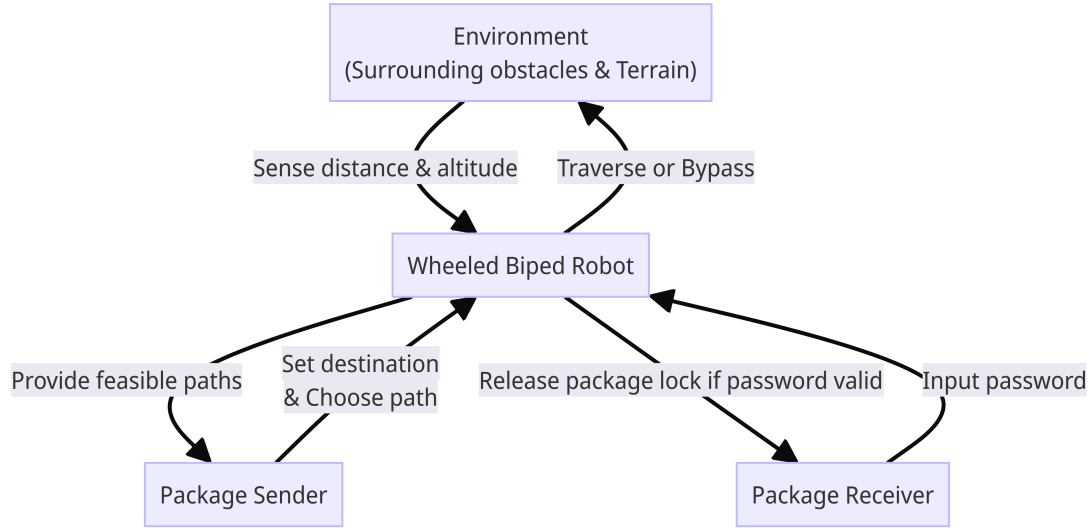 Environment
(Surrounding obstacles & Terrain)
Sense distance & altitude
Traverse or Bypass
Wheeled Biped Robot
Provide feasible paths
Set destination
& Choose path
Release package lock if password valid
Input password
Package Sender
Package Receiver